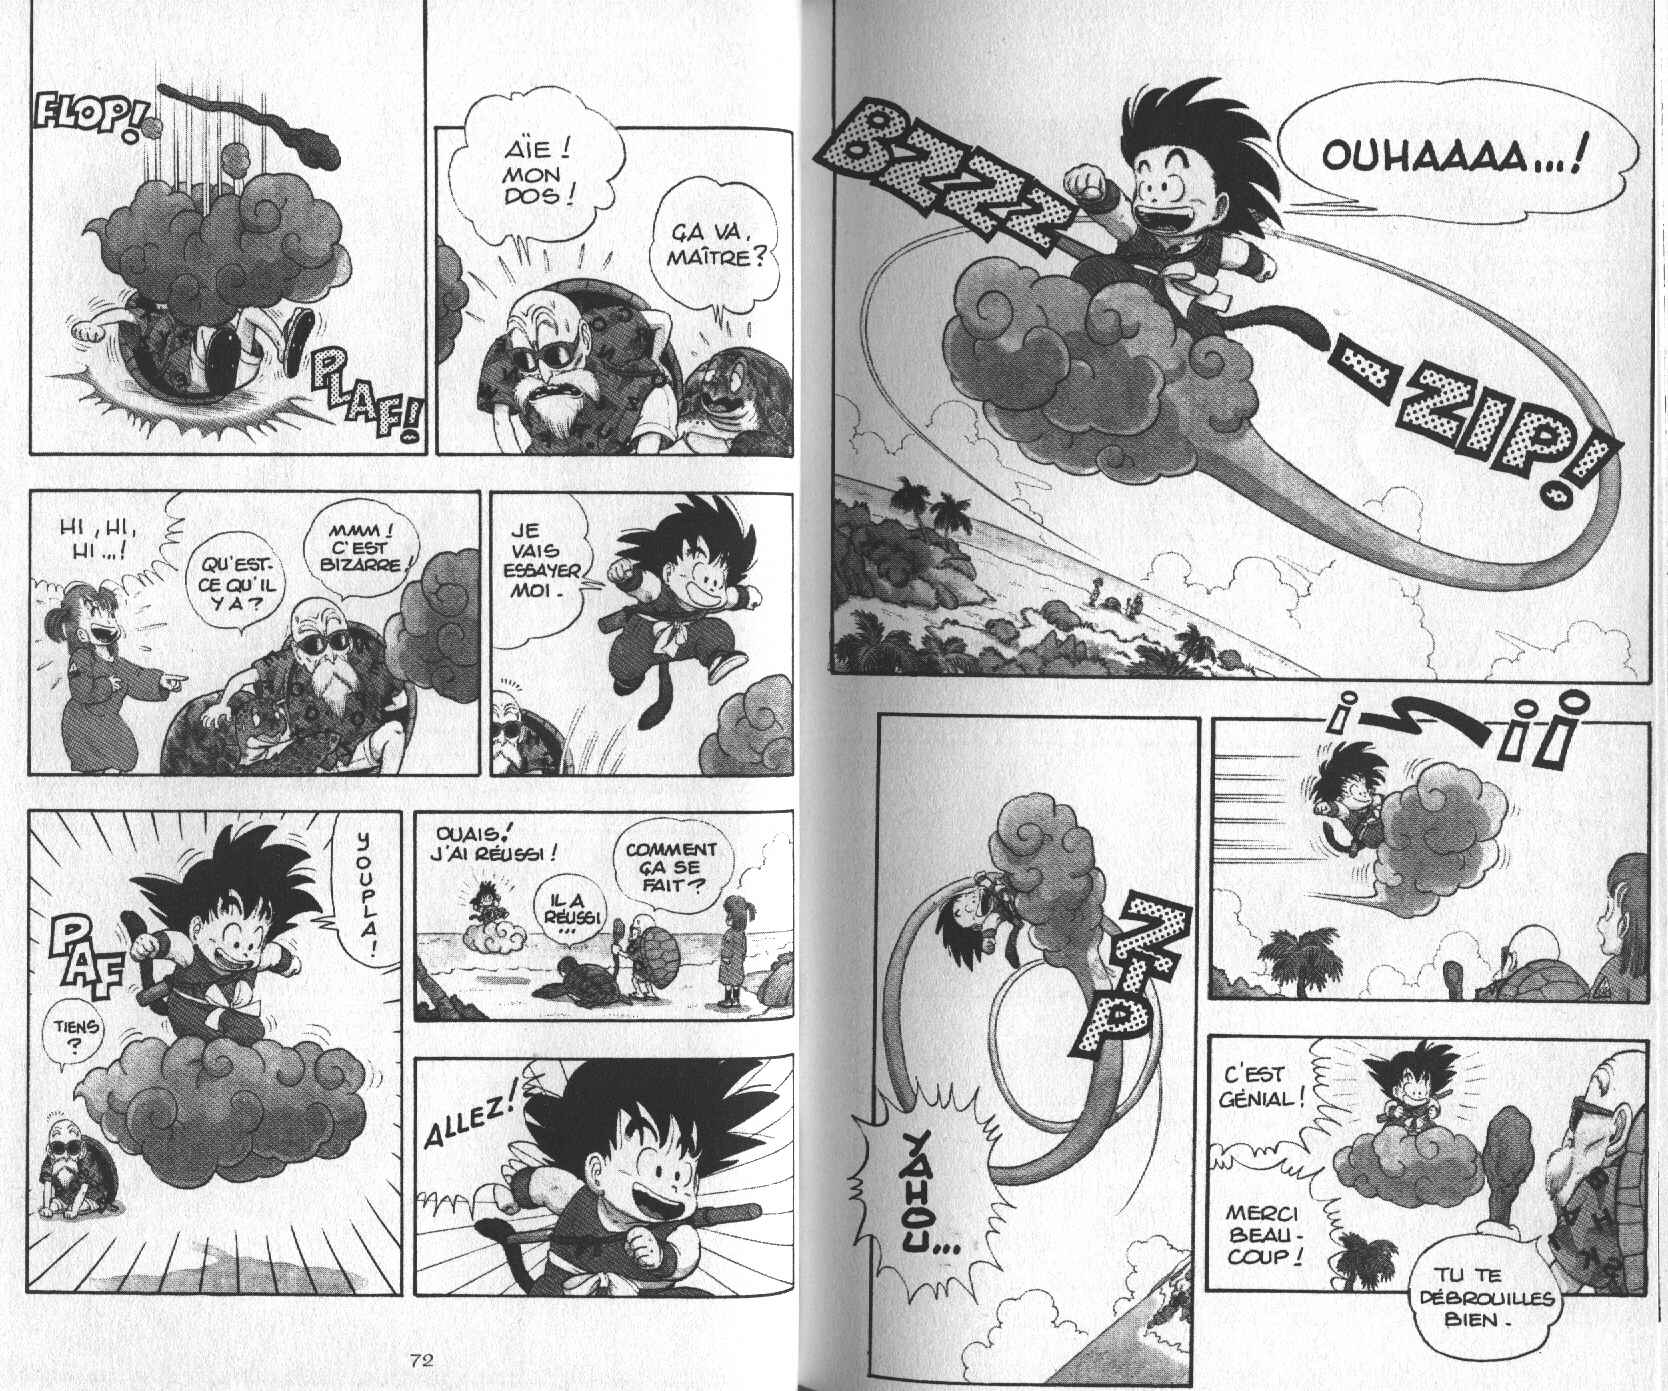 FLOP!
PLAF!
AÏE !
MON
DOS !
ÇA VA,
MAÎTRE ?
HI, HI,
HI...!
QU'EST-
CE QU'IL
Y A ?
MMM !
C'EST
BIZARRE !
JE
VAIS
ESSAYER
MOI.
YOUPLA !
PAF
TIENS
?
OUAIS !
J'AI RÉUSSI !
IL A
RÉUSSI
...
COMMENT
ÇA SE
FAIT ?
ALLEZ !
72
BZZZ
OUHAAAA...!
-ZIP!
ZIP
YAHOU...
C'EST
GÉNIAL !
MERCI
BEAU-
COUP !
TU TE
DÉBROUILLES
BIEN.